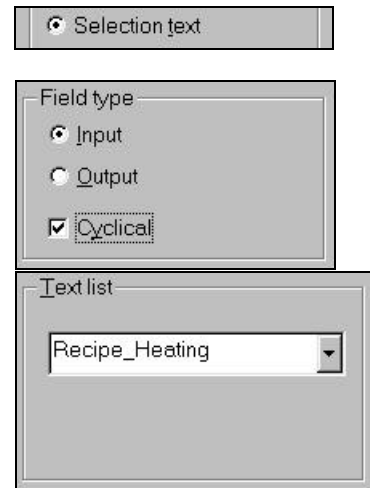 Selection text
Field type
Input
Output
Cyclical
Text list
Recipe_Heating